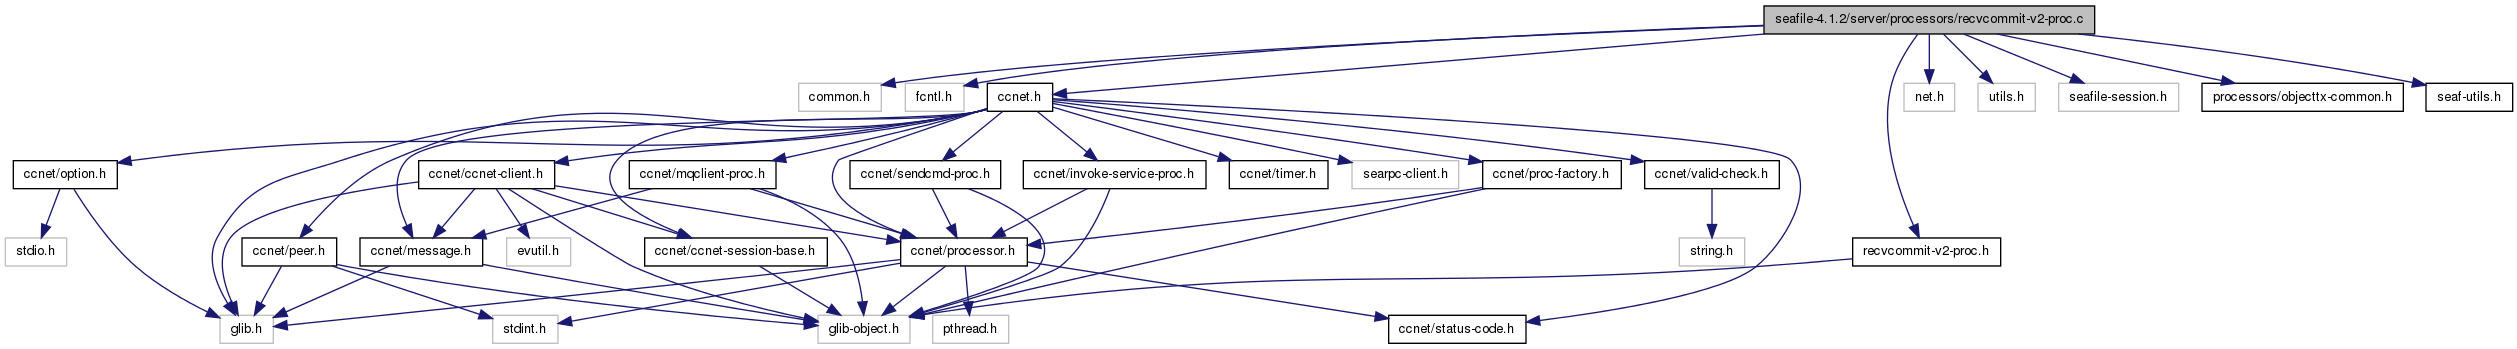 seafile-4.1.2/server/processors/recvcommit-v2-proc.c
common.h
fcntl.h
ccnet.h
net.h
utils.h
seafile-session.h
processors/objecttx-common.h
seaf-utils.h
ccnet/option.h
ccnet/ccnet-client.h
ccnet/mqclient-proc.h
ccnet/sendcmd-proc.h
ccnet/invoke-service-proc.h
ccnet/timer.h
searpc-client.h
ccnet/proc-factory.h
ccnet/valid-check.h
stdio.h
ccnet/peer.h
ccnet/message.h
evutil.h
ccnet/ccnet-session-base.h
ccnet/processor.h
string.h
recvcommit-v2-proc.h
glib.h
stdint.h
glib-object.h
pthread.h
ccnet/status-code.h